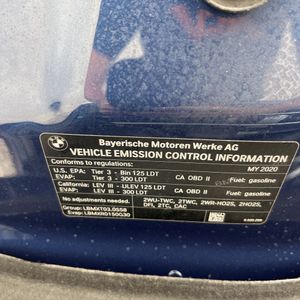 BMW
Bayerische Motoren Werke AG
VEHICLE EMISSION CONTROL INFORMATION
Conforms to regulations: MY 2020
U.S. EPA: Tier 3 - Bin 125 LDT CA OBD II Fuel: gasoline
EVAP: Tier 3 - 300 LDT
California: LEV III - ULEV 125 LDT CA OBD II Fuel: gasoline
EVAP: LEV III - 300 LDT
No adjustments needed. 2WU-TWC, 2TWC, 2WR-HO2S, 2HO2S,
Group: LBMXT03.0S58 DFI, 2TC, CAC
Evap: LBMXR0150G30